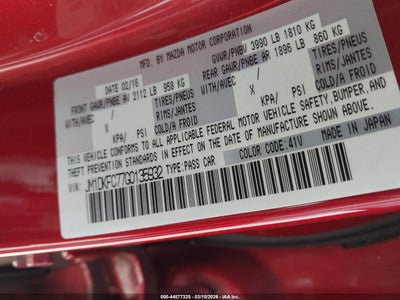 MFD. BY MAZDA MOTOR CORPORATION
DATE 02/16
GVWR/PNBV 3990 LB 1810 KG
FRONT GAWR/PNBE AV 2112 LB 958 KG
REAR GAWR/PNBE AR 1896 LB 860 KG
WITH/AVEC X TIRES/PNEUS
WITH/AVEC X TIRES/PNEUS
X RIMS/JANTES
X RIMS/JANTES
KPA/ PSI COLD/A FROID
KPA/ PSI COLD/A FROID
THIS VEHICLE CONFORMS TO ALL APPLICABLE FEDERAL MOTOR VEHICLE SAFETY, BUMPER, AND
THEFT PREVENTION STANDARDS IN EFFECT ON THE DATE OF MANUFACTURE SHOWN ABOVE.
VIN: JM1DKFC77G0135932 TYPE: PASS CAR
COLOR CODE: 41V MADE IN JAPAN
000-44577325 - 03/10/2026 - IAA Inc.